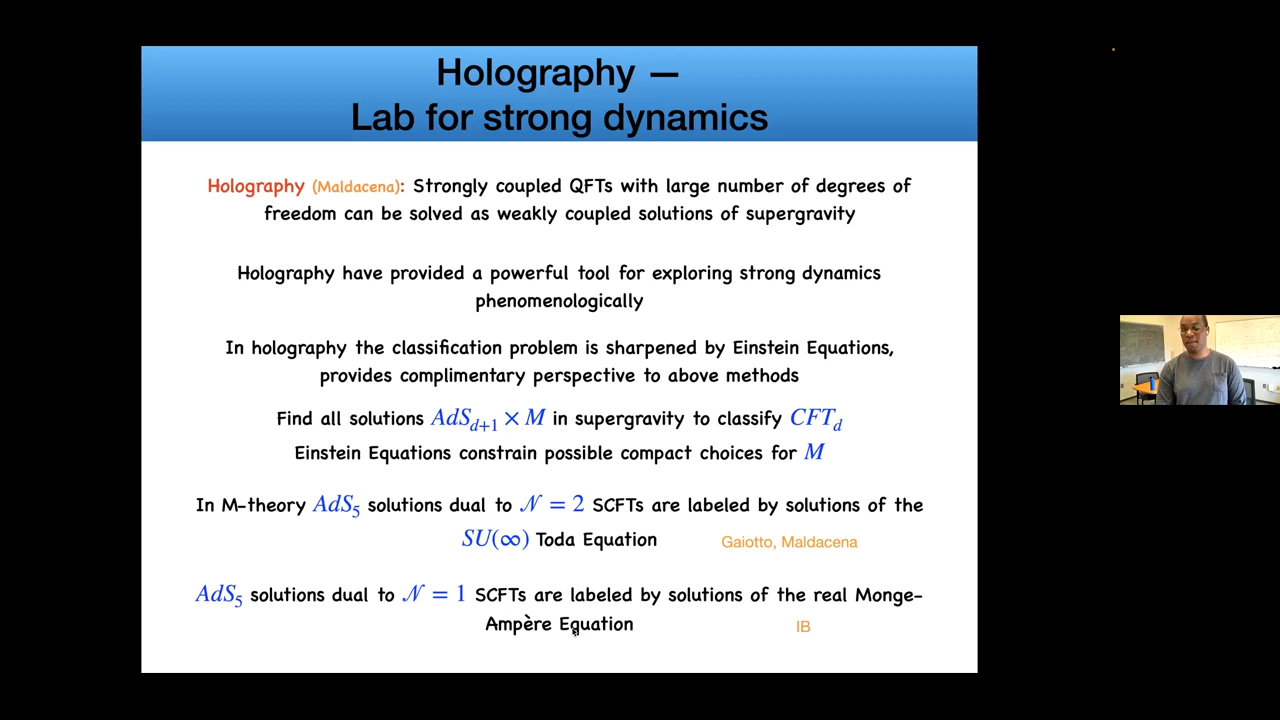 Holography —
Lab for strong dynamics
Holography (Maldacena): Strongly coupled QFTs with large number of degrees of
freedom can be solved as weakly coupled solutions of supergravity
Holography have provided a powerful tool for exploring strong dynamics
phenomenologically
In holography the classification problem is sharpened by Einstein Equations,
provides complimentary perspective to above methods
Find all solutions AdS_{d+1} × M in supergravity to classify CFT_d
Einstein Equations constrain possible compact choices for M
In M-theory AdS_5 solutions dual to 𝒩 = 2 SCFTs are labeled by solutions of the
SU(∞) Toda Equation Gaiotto, Maldacena
AdS_5 solutions dual to 𝒩 = 1 SCFTs are labeled by solutions of the real Monge-
Ampère Equation IB